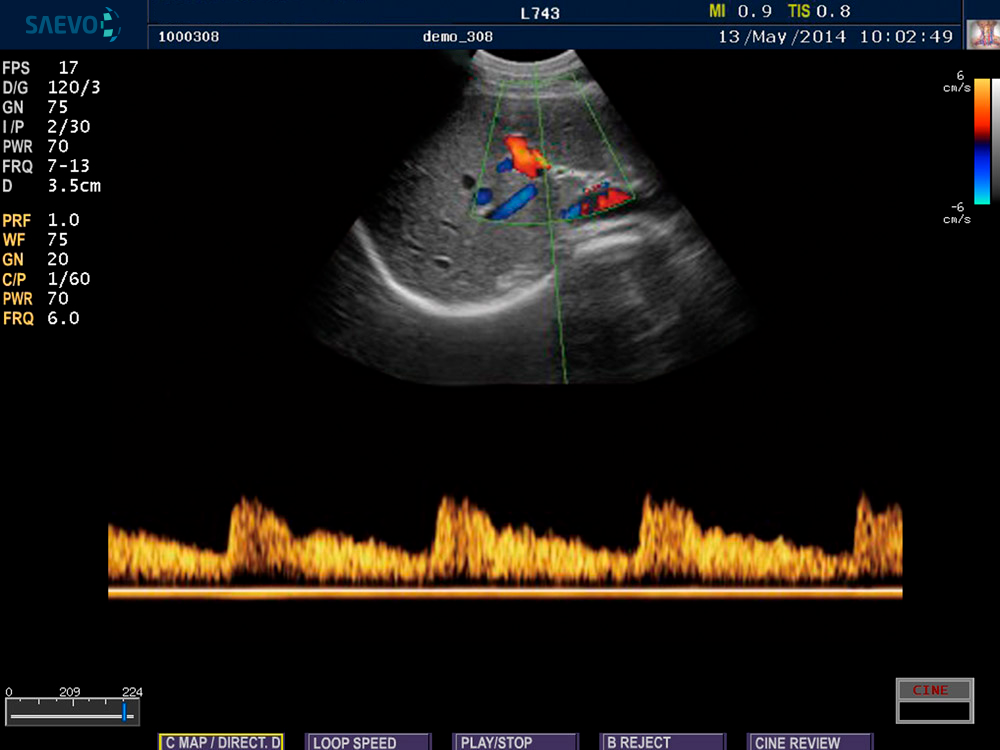 SAEVO
L743
MI 0.9 TIS 0.8
1000308 demo_308 13/May/2014 10:02:49
FPS 17
D/G 120/3
GN 75
I/P 2/30
PWR 70
FRQ 7-13
D 3.5cm
PRF 1.0
WF 75
GN 20
C/P 1/60
PWR 70
FRQ 6.0
6
cm/s
-6
cm/s
0 209 224
CINE
C MAP / DIRECT. D LOOP SPEED PLAY/STOP B REJECT CINE REVIEW